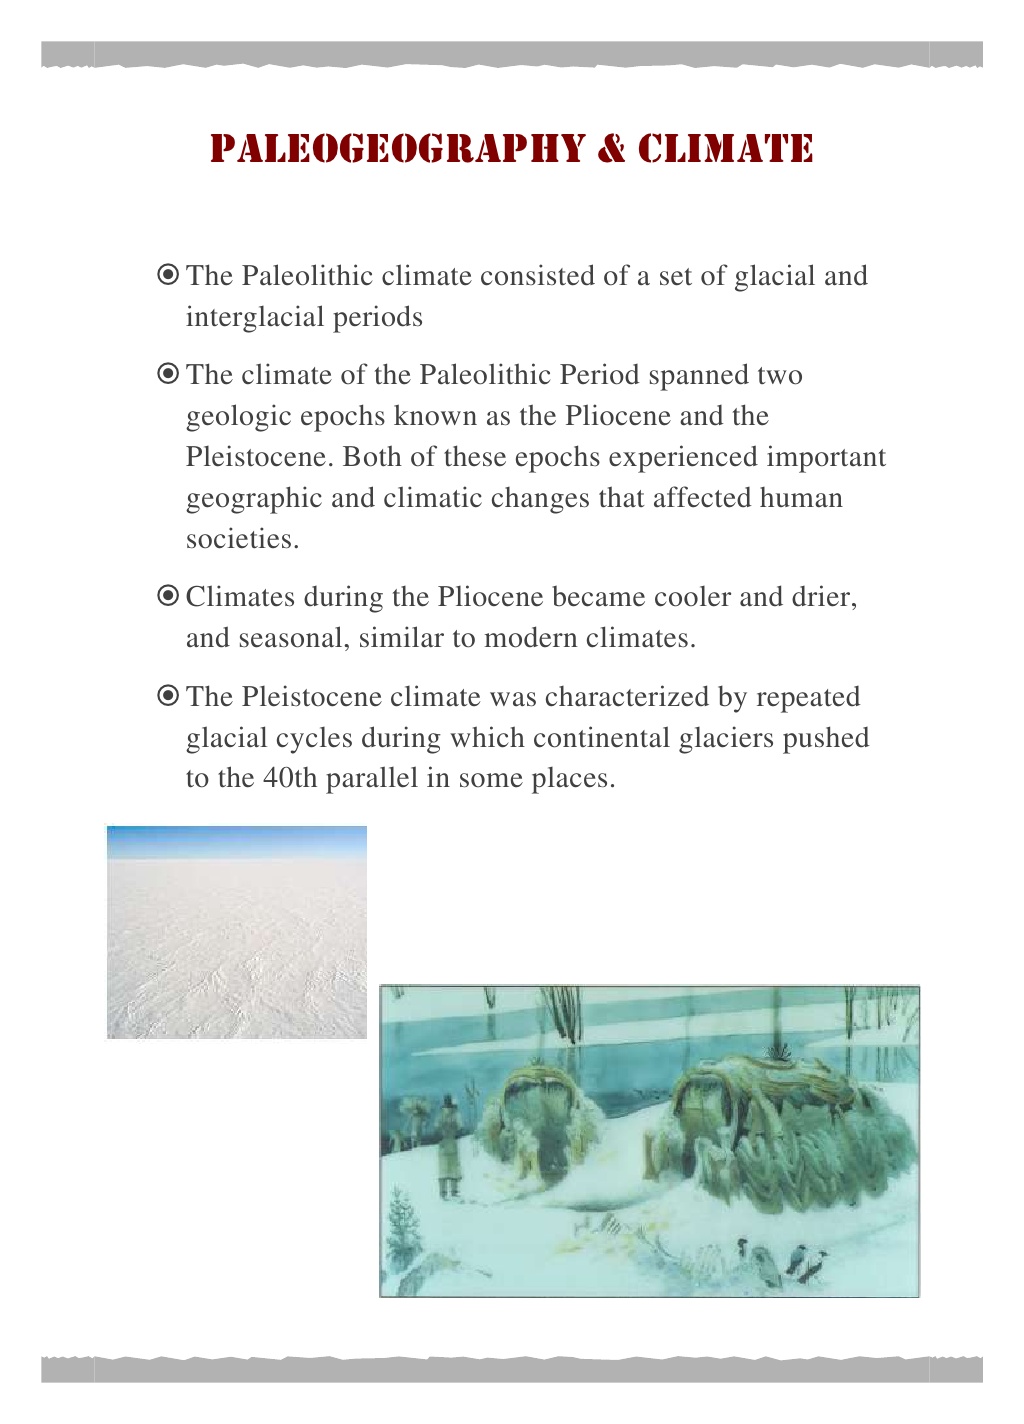 PALEOGEOGRAPHY & CLIMATE
The Paleolithic climate consisted of a set of glacial and
interglacial periods
The climate of the Paleolithic Period spanned two
geologic epochs known as the Pliocene and the
Pleistocene. Both of these epochs experienced important
geographic and climatic changes that affected human
societies.
Climates during the Pliocene became cooler and drier,
and seasonal, similar to modern climates.
The Pleistocene climate was characterized by repeated
glacial cycles during which continental glaciers pushed
to the 40th parallel in some places.